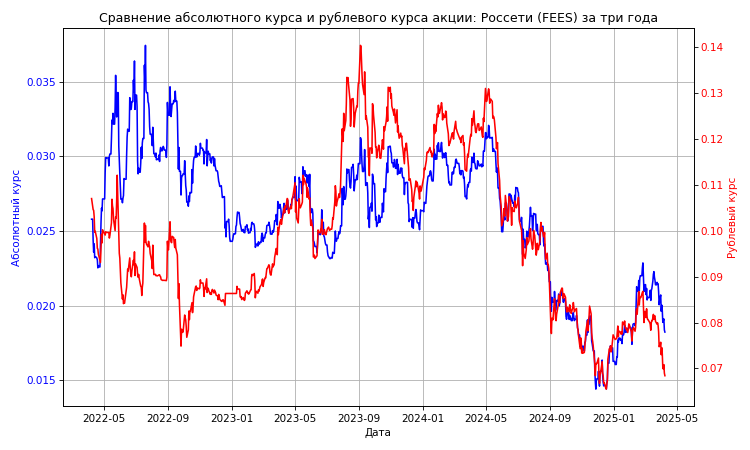 Сравнение абсолютного курса и рублевого курса акции: Россети (FEES) за три года
Абсолютный курс
0.035
0.030
0.025
0.020
0.015
0.14
0.13
0.12
0.11
0.10
0.09
0.08
0.07
Рублевый курс
2022-05 2022-09 2023-01 2023-05 2023-09 2024-01 2024-05 2024-09 2025-01 2025-05
Дата